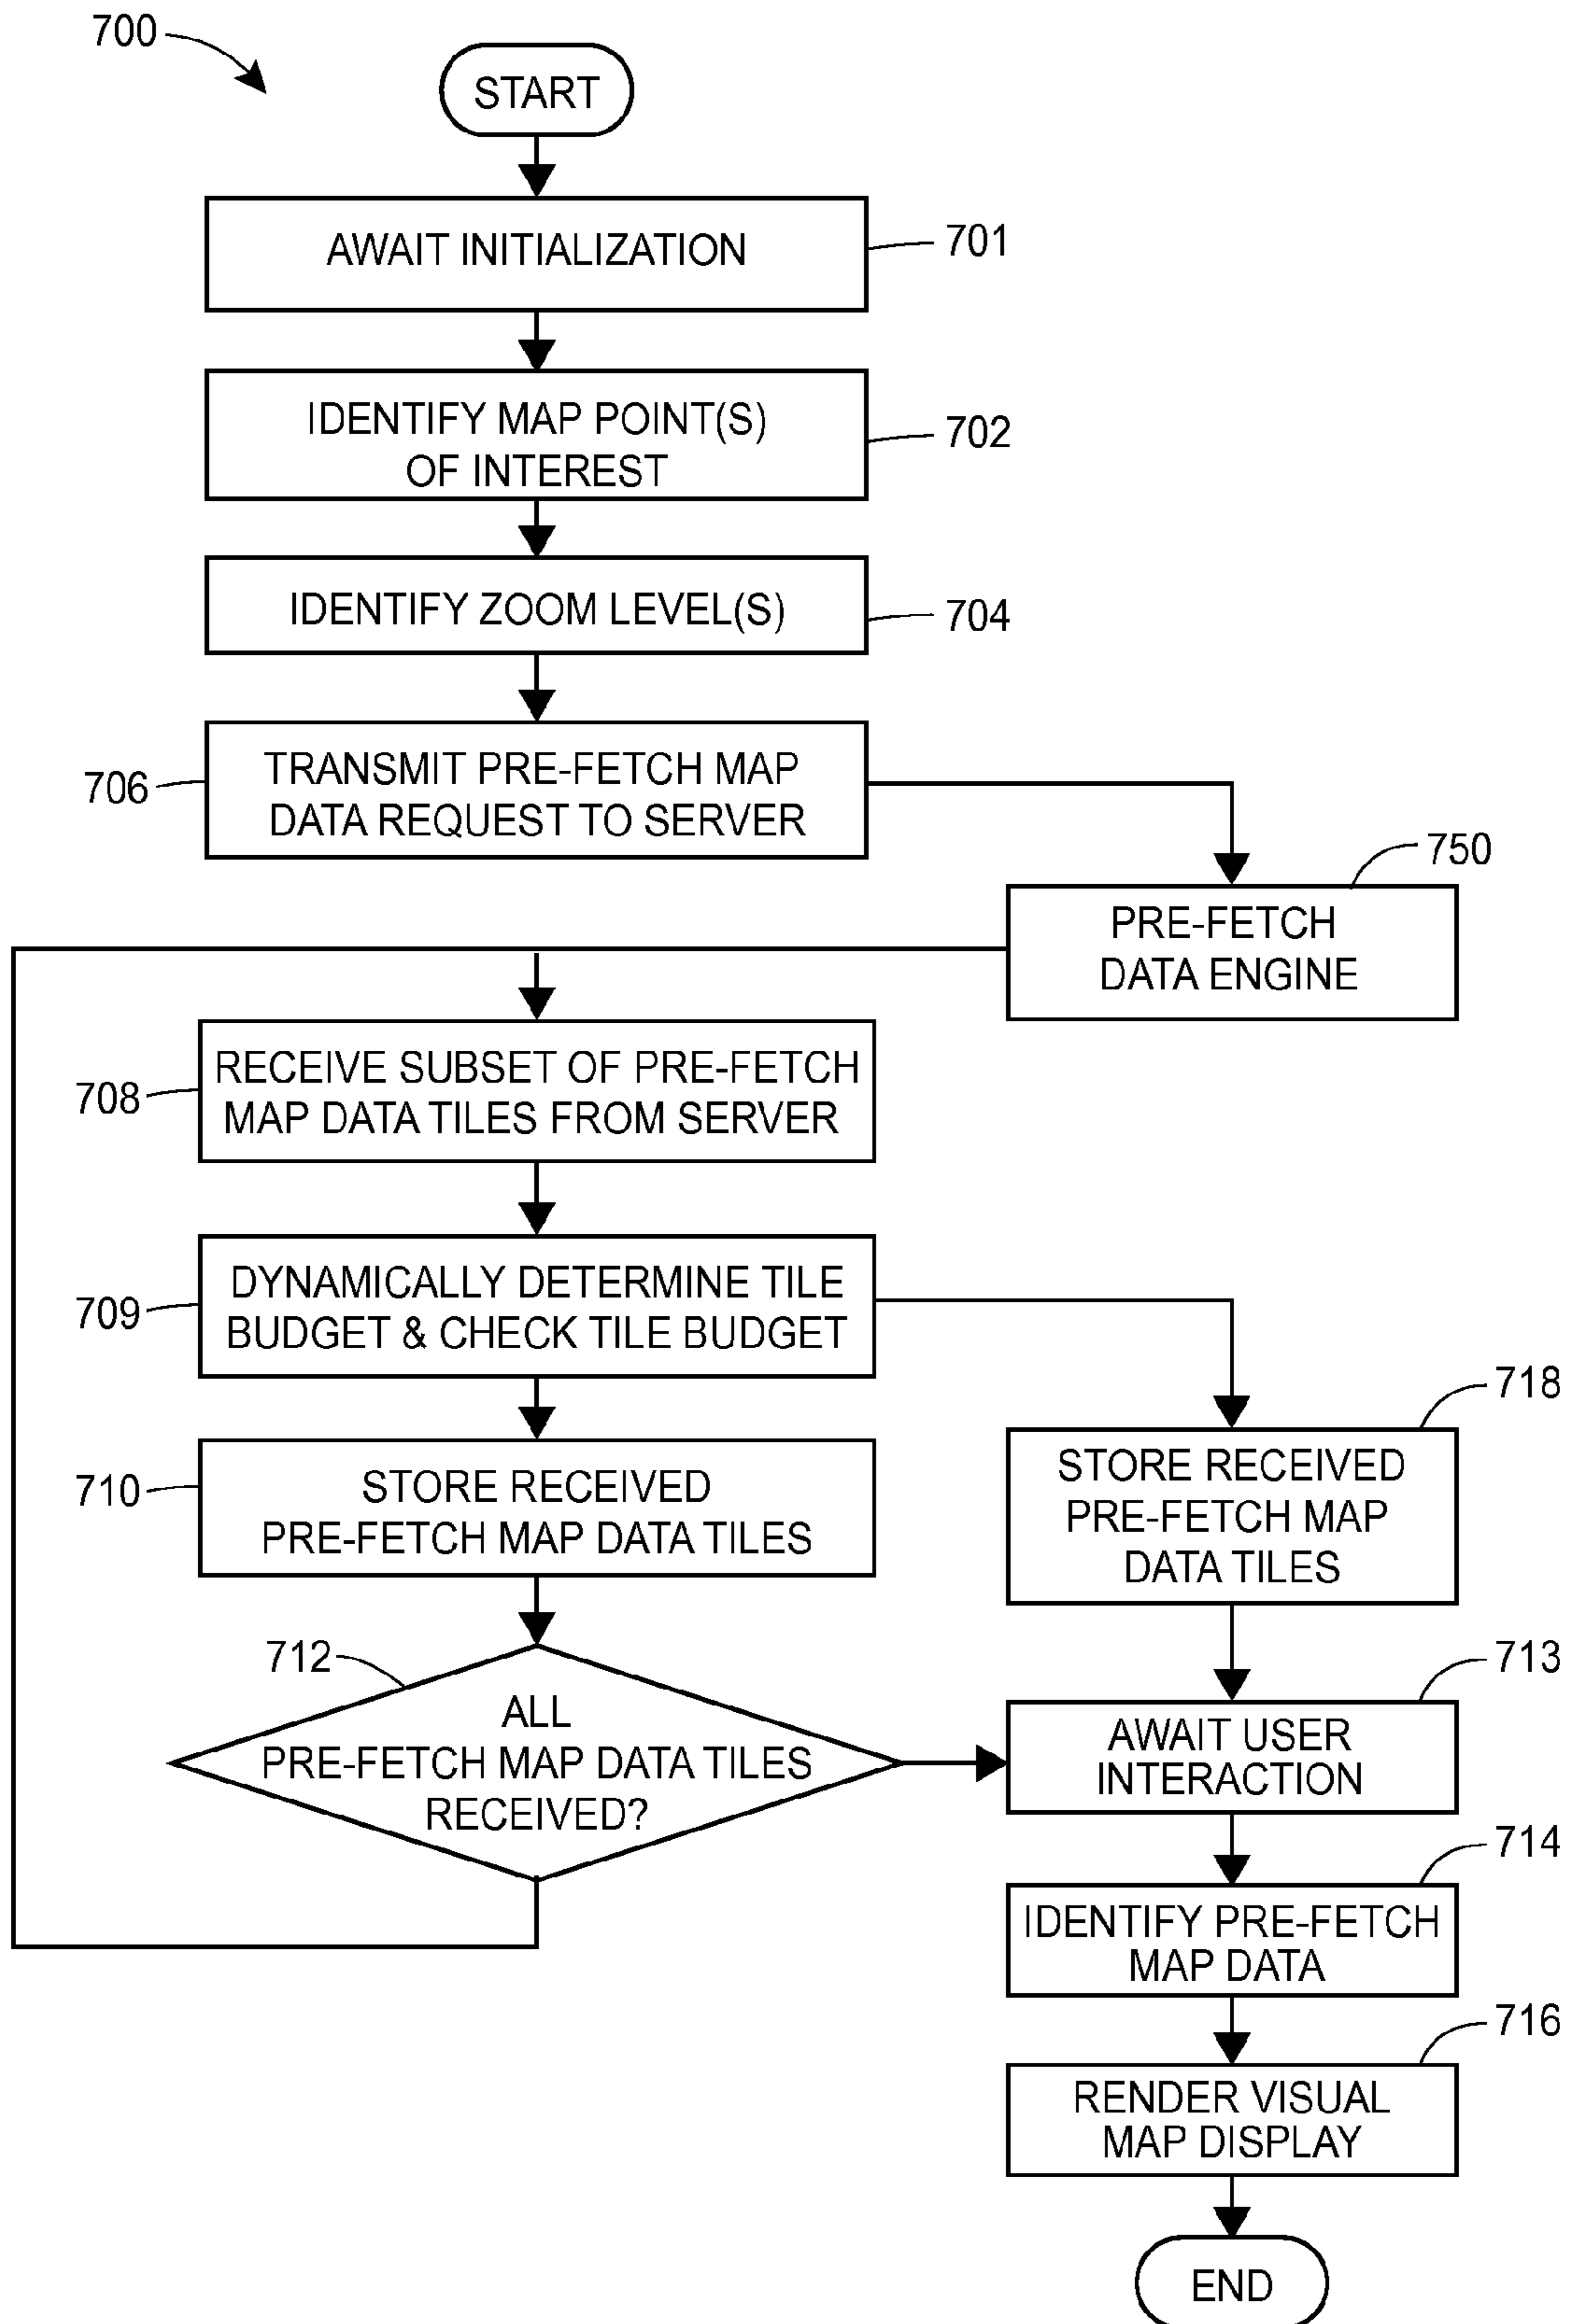 700
START
AWAIT INITIALIZATION
701
IDENTIFY MAP POINT(S)
OF INTEREST
702
IDENTIFY ZOOM LEVEL(S)
704
706
TRANSMIT PRE-FETCH MAP
DATA REQUEST TO SERVER
750
PRE-FETCH
DATA ENGINE
708
RECEIVE SUBSET OF PRE-FETCH
MAP DATA TILES FROM SERVER
709
DYNAMICALLY DETERMINE TILE
BUDGET & CHECK TILE BUDGET
710
STORE RECEIVED
PRE-FETCH MAP DATA TILES
718
STORE RECEIVED
PRE-FETCH MAP
DATA TILES
712
ALL
PRE-FETCH MAP DATA TILES
RECEIVED?
713
AWAIT USER
INTERACTION
714
IDENTIFY PRE-FETCH
MAP DATA
716
RENDER VISUAL
MAP DISPLAY
END